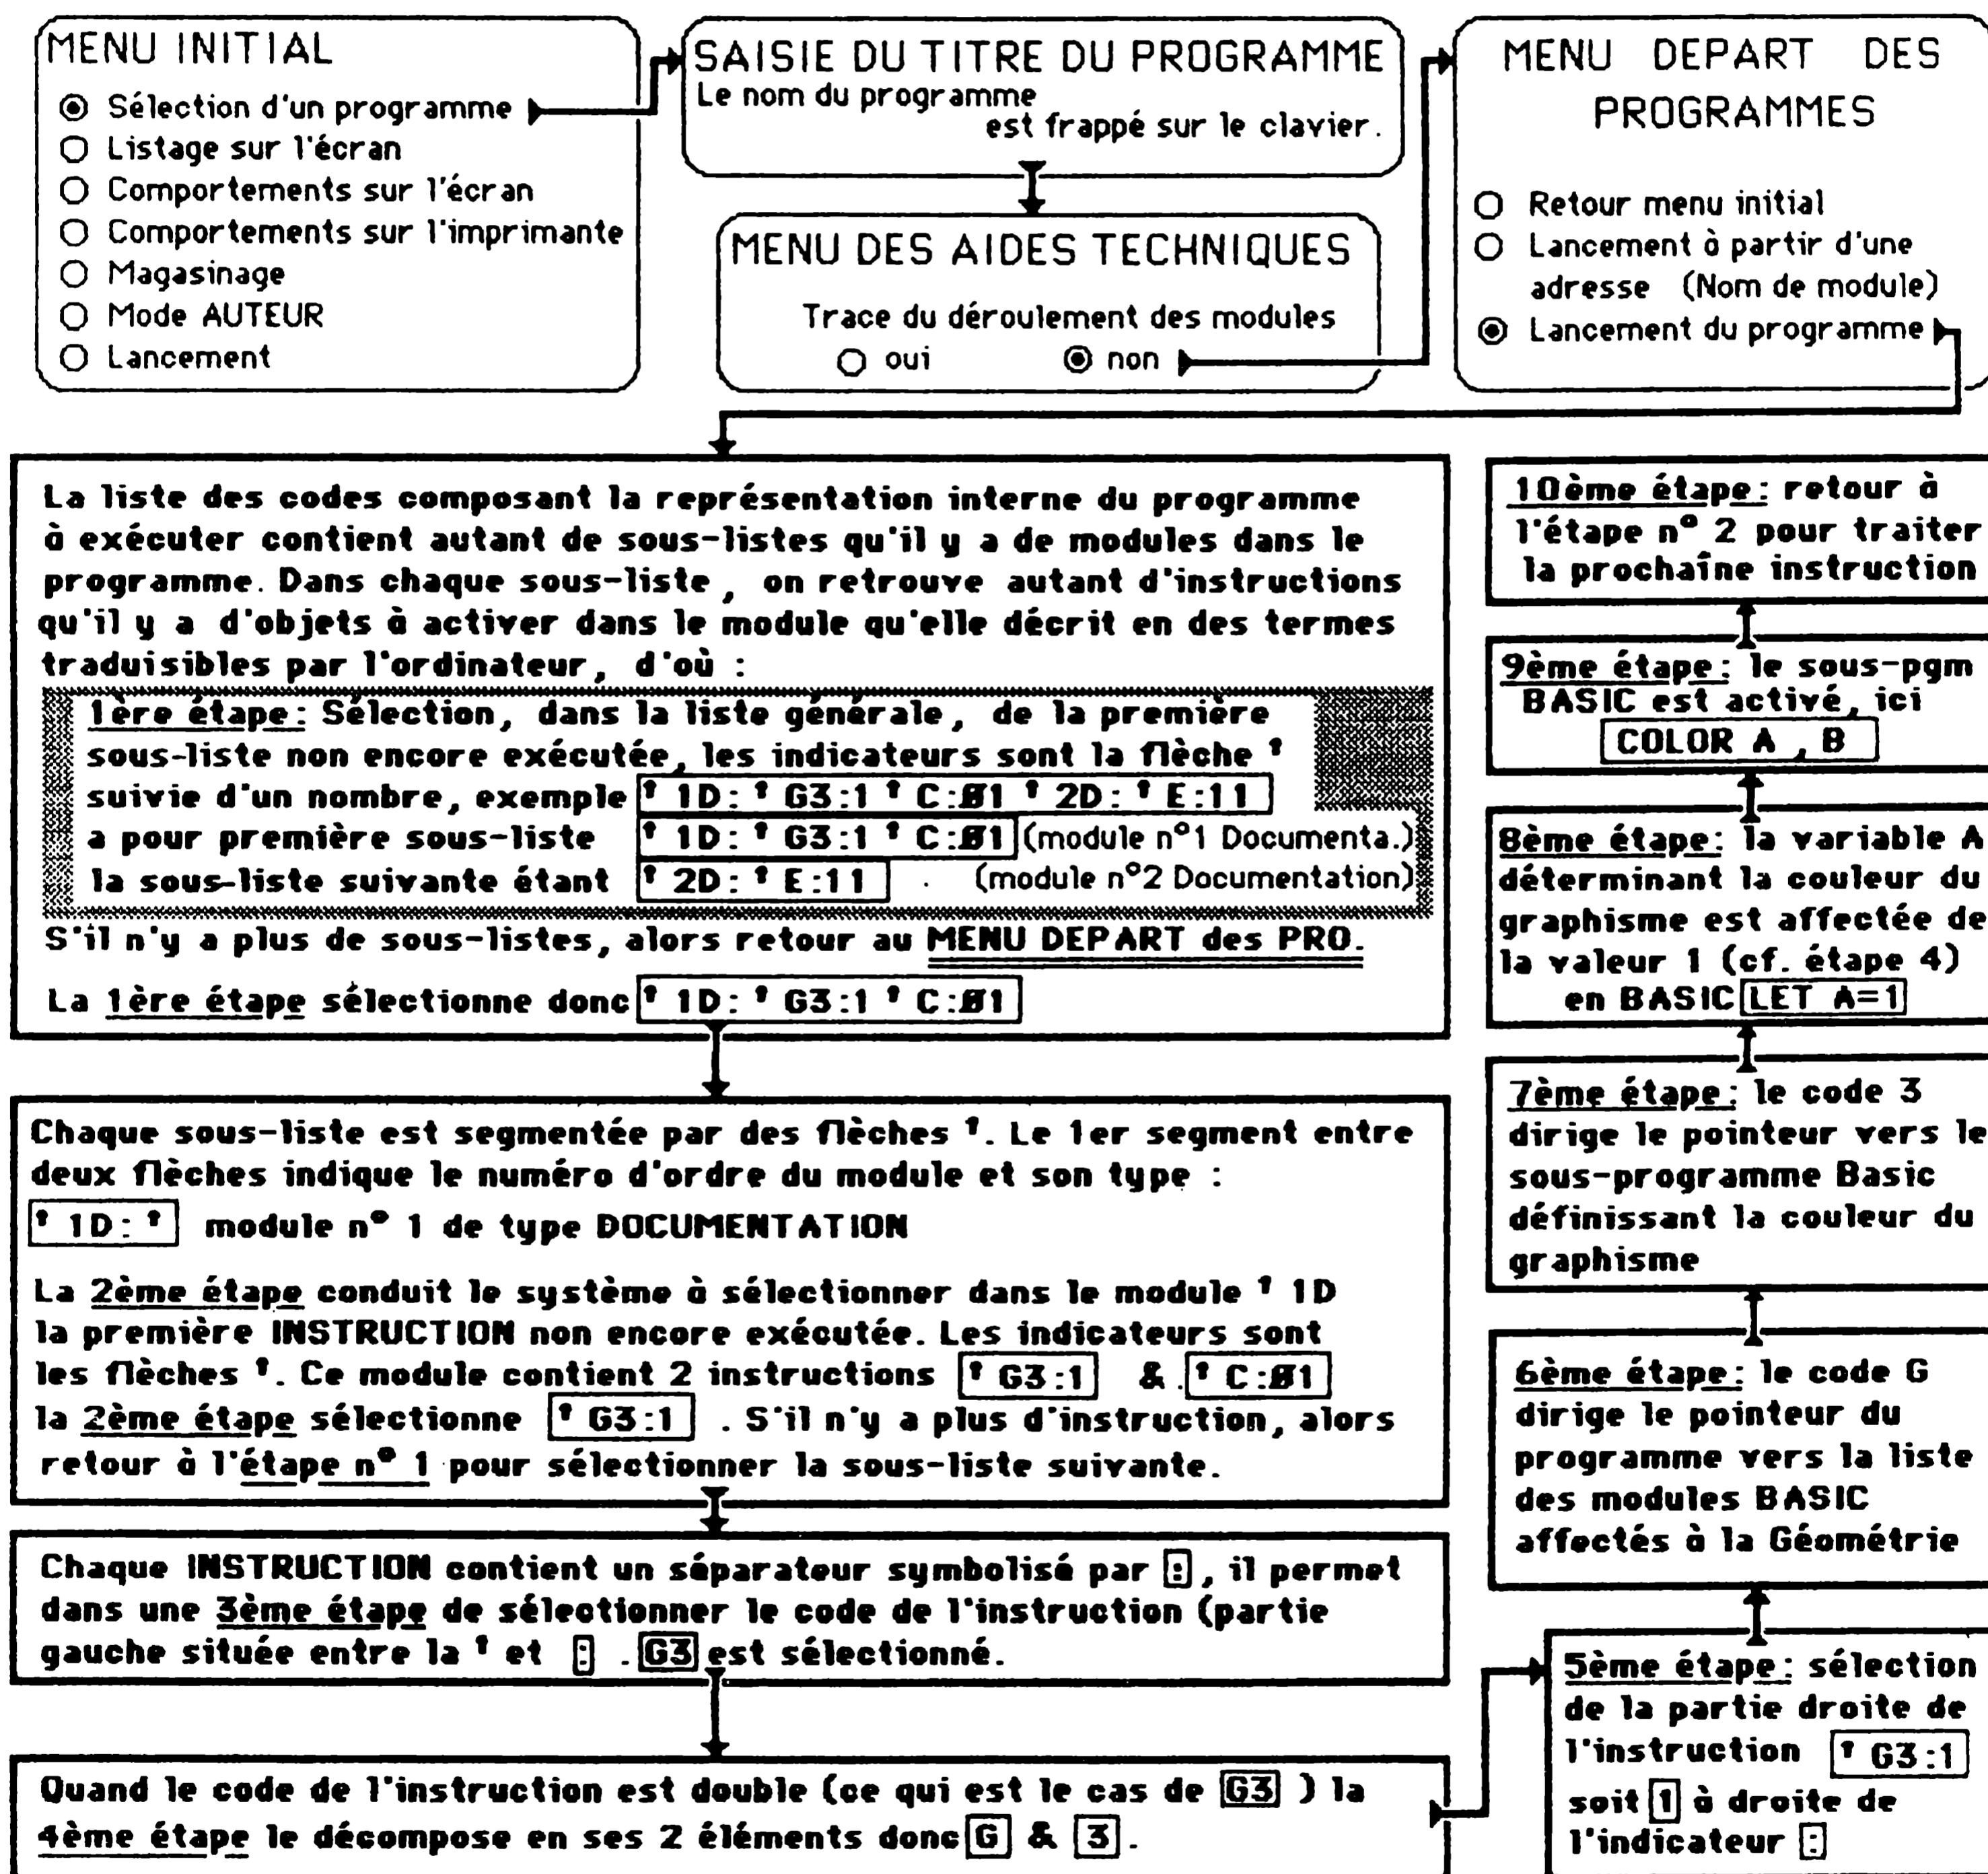 MENU INITIAL
Sélection d'un programme
Listage sur l'écran
Comportements sur l'écran
Comportements sur l'imprimante
Magasinage
Mode AUTEUR
Lancement
SAISIE DU TITRE DU PROGRAMME
Le nom du programme
est frappé sur le clavier.
MENU DES AIDES TECHNIQUES
Trace du déroulement des modules
oui non
MENU DEPART DES
PROGRAMMES
Retour menu initial
Lancement à partir d'une
adresse (Nom de module)
Lancement du programme
La liste des codes composant la représentation interne du programme
à exécuter contient autant de sous-listes qu'il y a de modules dans le
programme. Dans chaque sous-liste, on retrouve autant d'instructions
qu'il y a d'objets à activer dans le module qu'elle décrit en des termes
traduisibles par l'ordinateur, d'où :
1ère étape: Sélection, dans la liste générale, de la première
sous-liste non encore exécutée, les indicateurs sont la flèche ↑
suivie d'un nombre, exemple ↑ 1D: ↑ G3:1 ↑ C:Ø1 ↑ 2D: ↑ E:11
a pour première sous-liste ↑ 1D: ↑ G3:1 ↑ C:Ø1 (module n°1 Documenta.)
la sous-liste suivante étant ↑ 2D: ↑ E:11 . (module n°2 Documentation)
S'il n'y a plus de sous-listes, alors retour au MENU DEPART des PRO.
La 1ère étape sélectionne donc ↑ 1D: ↑ G3:1 ↑ C:Ø1
Chaque sous-liste est segmentée par des flèches ↑. Le 1er segment entre
deux flèches indique le numéro d'ordre du module et son type :
↑ 1D: ↑ module n° 1 de type DOCUMENTATION
La 2ème étape conduit le système à sélectionner dans le module ↑ 1D
la première INSTRUCTION non encore exécutée. Les indicateurs sont
les flèches ↑. Ce module contient 2 instructions ↑ G3:1 & ↑ C:Ø1
la 2ème étape sélectionne ↑ G3:1 . S'il n'y a plus d'instruction, alors
retour à l'étape n° 1 pour sélectionner la sous-liste suivante.
Chaque INSTRUCTION contient un séparateur symbolisé par :, il permet
dans une 3ème étape de sélectionner le code de l'instruction (partie
gauche située entre la ↑ et : . G3 est sélectionné.
Quand le code de l'instruction est double (ce qui est le cas de G3 ) la
4ème étape le décompose en ses 2 éléments donc G & 3.
5ème étape: sélection
de la partie droite de
l'instruction ↑ G3:1
soit 1 à droite de
l'indicateur :
6ème étape: le code G
dirige le pointeur du
programme vers la liste
des modules BASIC
affectés à la Géométrie
7ème étape: le code 3
dirige le pointeur vers le
sous-programme Basic
définissant la couleur du
graphisme
8ème étape: la variable A
déterminant la couleur du
graphisme est affectée de
la valeur 1 (cf. étape 4)
en BASIC LET A=1
9ème étape: le sous-pgm
BASIC est activé, ici
COLOR A , B
10ème étape: retour à
l'étape n° 2 pour traiter
la prochaîne instruction